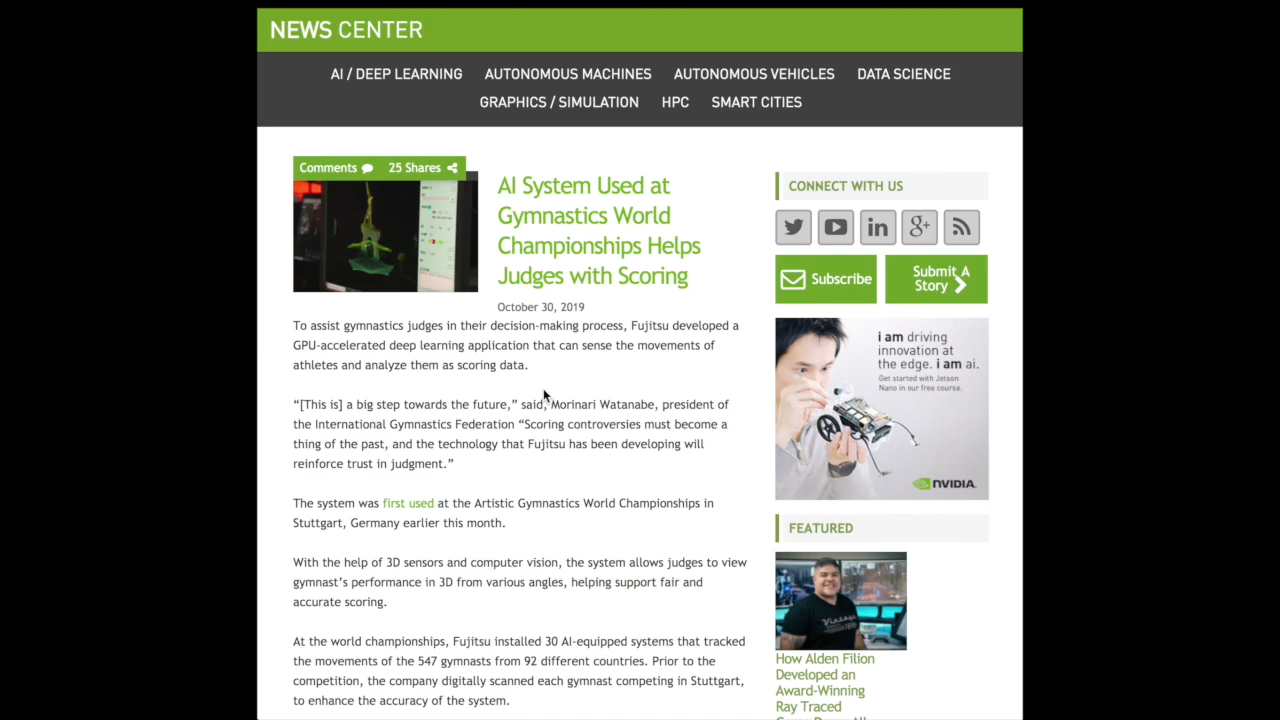 NEWS CENTER
AI / DEEP LEARNING AUTONOMOUS MACHINES AUTONOMOUS VEHICLES DATA SCIENCE
GRAPHICS / SIMULATION HPC SMART CITIES
Comments 25 Shares
AI System Used at
Gymnastics World
Championships Helps
Judges with Scoring
October 30, 2019
To assist gymnastics judges in their decision-making process, Fujitsu developed a
GPU-accelerated deep learning application that can sense the movements of
athletes and analyze them as scoring data.
“[This is] a big step towards the future,” said, Morinari Watanabe, president of
the International Gymnastics Federation “Scoring controversies must become a
thing of the past, and the technology that Fujitsu has been developing will
reinforce trust in judgment.”
The system was first used at the Artistic Gymnastics World Championships in
Stuttgart, Germany earlier this month.
With the help of 3D sensors and computer vision, the system allows judges to view
gymnast’s performance in 3D from various angles, helping support fair and
accurate scoring.
At the world championships, Fujitsu installed 30 AI-equipped systems that tracked
the movements of the 547 gymnasts from 92 different countries. Prior to the
competition, the company digitally scanned each gymnast competing in Stuttgart,
to enhance the accuracy of the system.
CONNECT WITH US
Subscribe
Submit A
Story
i am driving
innovation at
the edge. i am ai.
Get started with Jetson
Nano in our free course.
NVIDIA.
FEATURED
How Alden Filion
Developed an
Award-Winning
Ray Traced